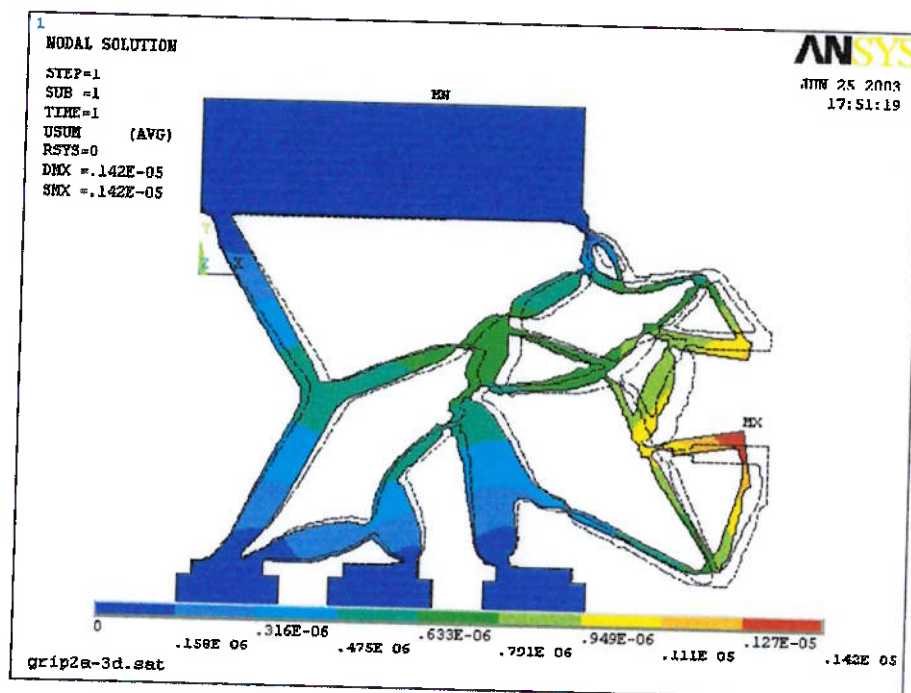 1
NODAL SOLUTION
STEP=1
SUB =1
TIME=1
USUM (AVG)
RSYS=0
DMX =.142E-05
SMX =.142E-05
ANSYS
JUN 25 2003
17:51:19
MN
Y
Z X
MX
0
.158E 06
.316E-06
.475E 06
.633E-06
.791E 06
.949E-06
.111E 05
.127E-05
.142E 05
grip2a-3d.sat